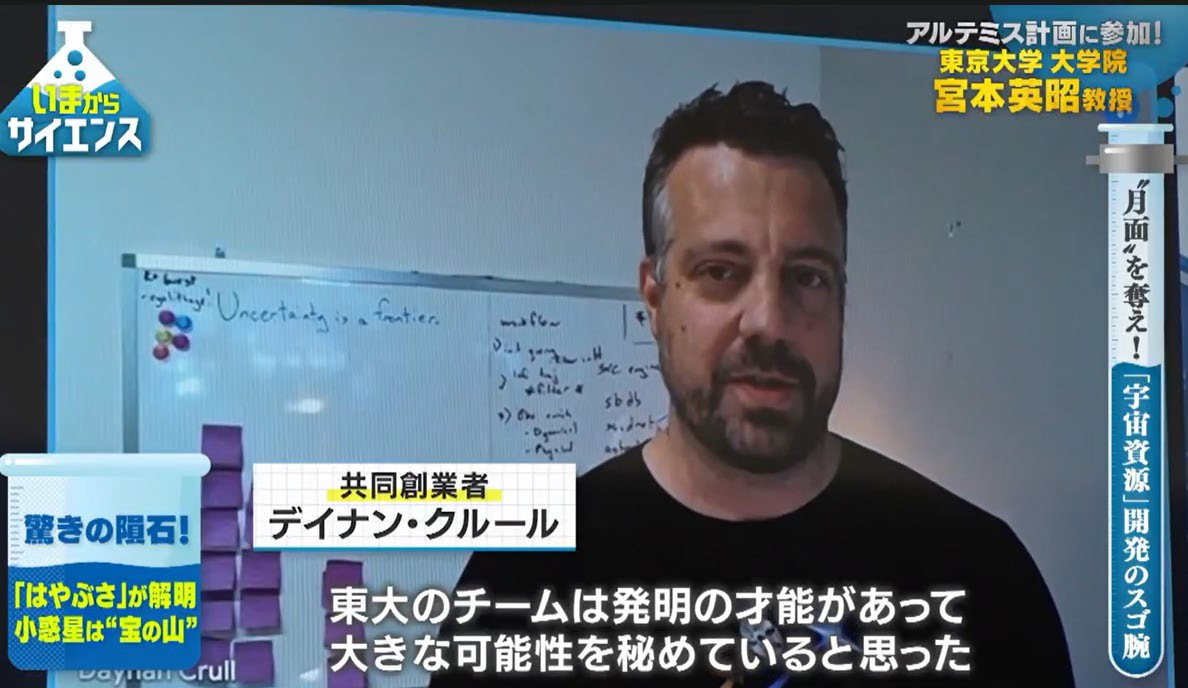 いまから
サイエンス
アルテミス計画に参加！
東京大学 大学院
宮本英昭教授
“月面”を奪え！「宇宙資源」開発のスゴ腕
Uncertainty is a frontier.
workflow
sbdb
共同創業者
デイナン・クルール
驚きの隕石！
「はやぶさ」が解明
小惑星は“宝の山”
東大のチームは発明の才能があって
大きな可能性を秘めていると思った
Daynan Crull